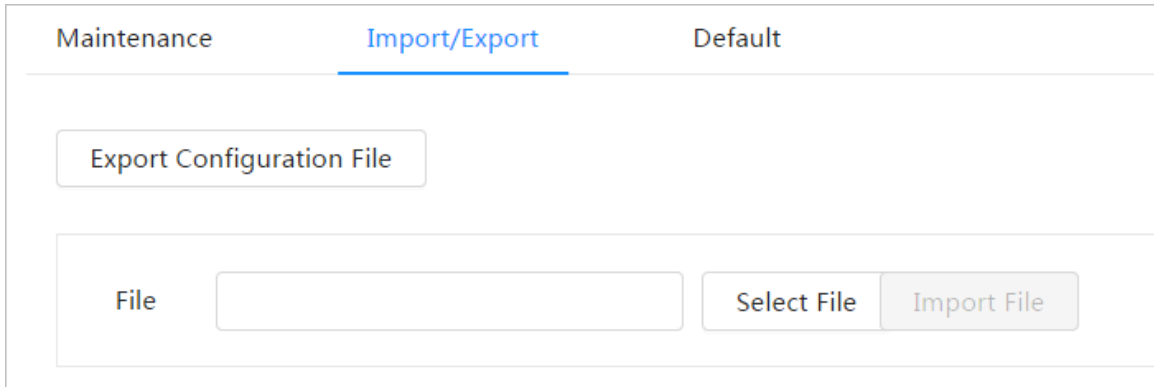 Maintenance Import/Export Default
Export Configuration File
File Select File Import File